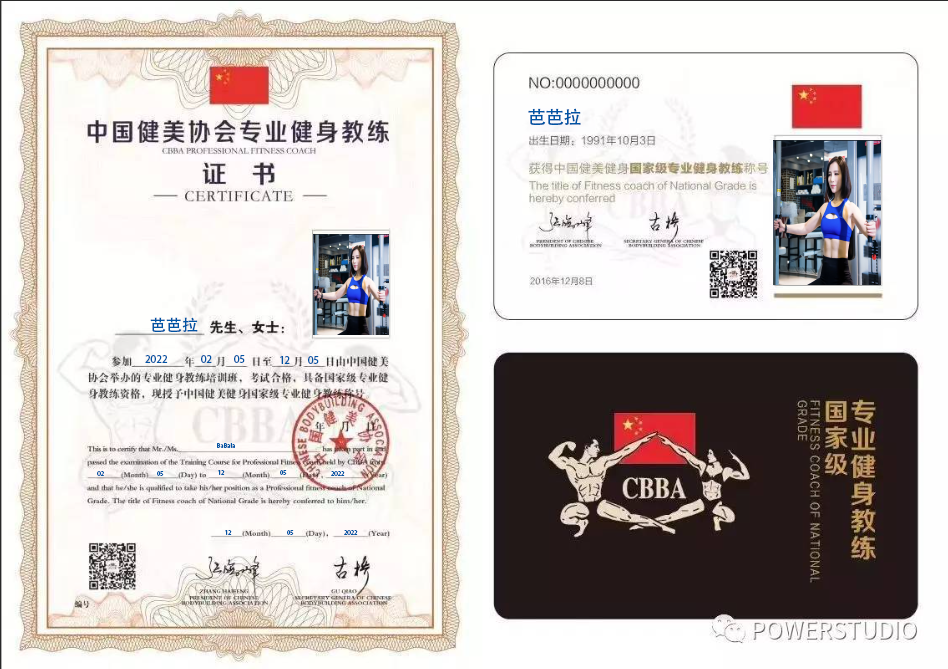 中国健美协会专业健身教练
CBBA PROFESSIONAL FITNESS COACH
证 书
CERTIFICATE
芭芭拉 先生、女士：
参加 2022 年 02 月 05 日至 12 月 05 日由中国健美
协会举办的专业健身教练培训班，考试合格，具备国家级专业健
身教练资格，现授予中国健美健身国家级专业健身教练称号
年 月 日
CBBA
This is to certify that Mr./Ms. BaBala has taken part in and
passed the examination of the Training Course for Professional Fitness held by CBBA from
02 (Month) 05 (Day) to 12 (Month) 05 2022 (Year)
and that he/she is qualified to take his/her position as a Professional fitness coach of National
Grade. The title of Fitness coach of National Grade is hereby conferred to him/her.
12 (Month) 05 (Day), 2022 (Year)
ZHANG HAIFENG
PRESIDENT OF CHINESE
BODYBUILDING ASSOCIATION
GU QIAO
SECRETARY GENERA OF CHINESE
BODYBUILDING ASSOCIATION
编号
NO:0000000000
芭芭拉
出生日期：1991年10月3日
获得中国健美健身国家级专业健身教练称号
The title of Fitness coach of National Grade is
hereby conferred
PRESIDENT OF CHINESE
BODYBUILDING ASSOCIATION
SECRETARY GENERA OF CHINESE
BODYBUILDING ASSOCIATION
2016年12月8日
CBBA
国家级
专业健身教练
FITNESS COACH OF NATIONAL
GRADE
POWERSTUDIO